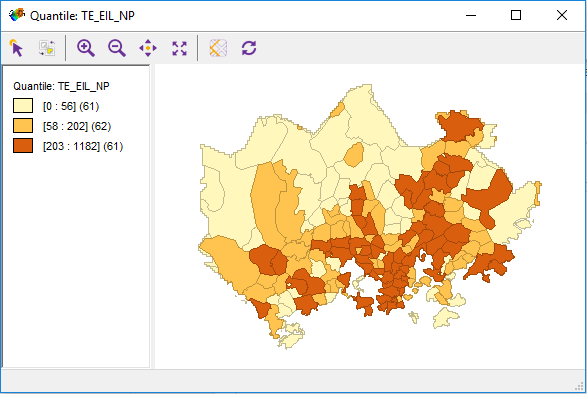 Quantile: TE_EIL_NP
Quantile: TE_EIL_NP
[0 : 56] (61)
[58 : 202] (62)
[203 : 1182] (61)